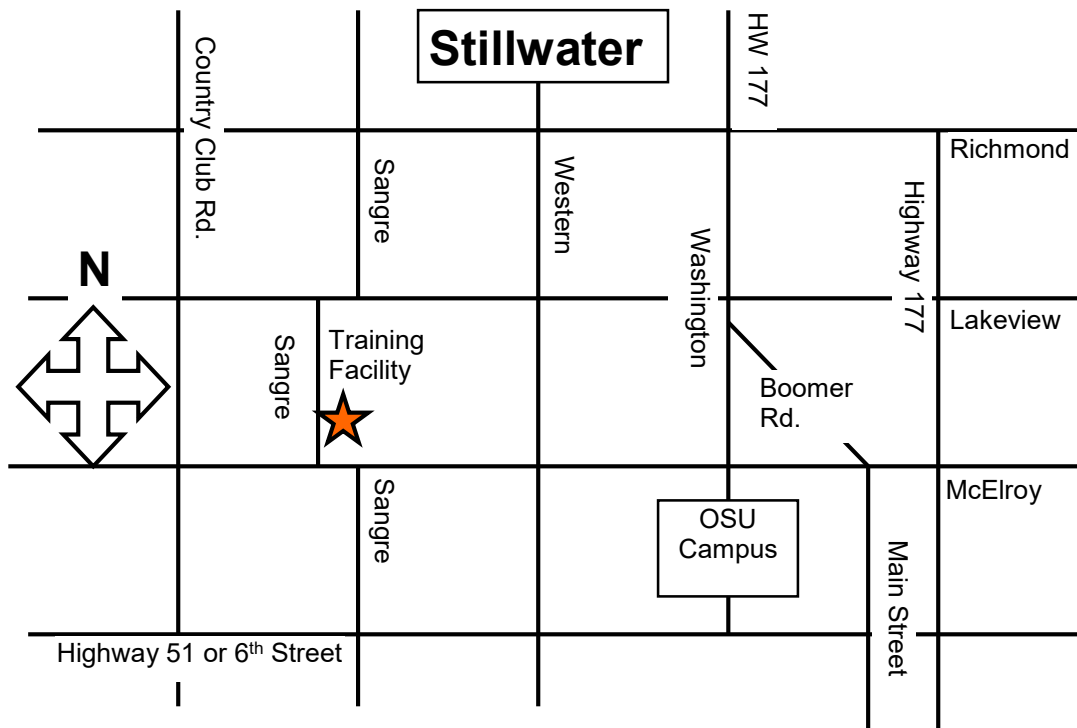 Stillwater
HW 177
Country Club Rd.
Sangre
Western
Richmond
Highway 177
Washington
N
Lakeview
Sangre
Training
Facility
Boomer
Rd.
Sangre
McElroy
OSU
Campus
Main Street
Highway 51 or 6th Street